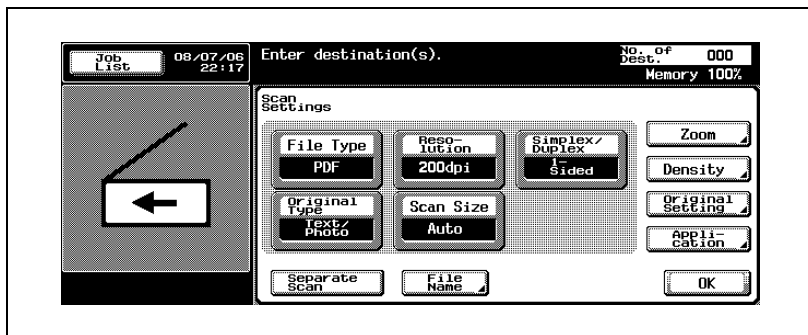 Job
List
08/07/06
22:17
Enter destination(s).
No. of
Dest.
000
Memory 100%
Scan
Settings
File Type
PDF
Reso-
lution
200dpi
Simplex/
Duplex
1-
Sided
Zoom
Density
Original
Type
Text/
Photo
Scan Size
Auto
Original
Setting
Appli-
cation
Separate
Scan
File
Name
OK